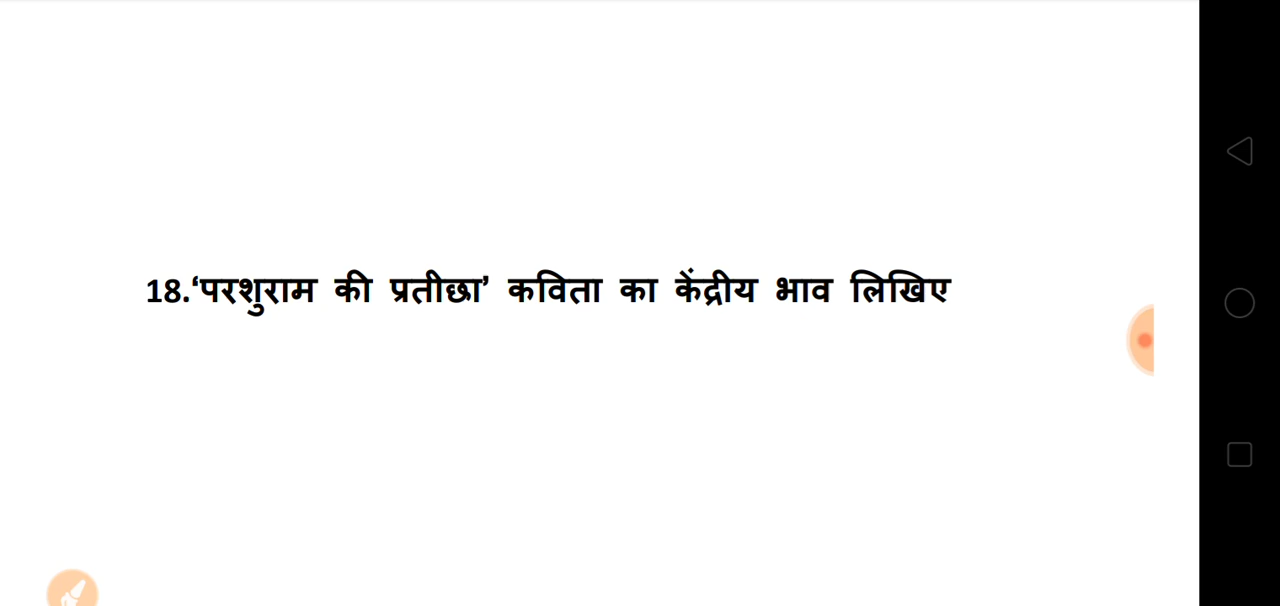 18.‘परशुराम की प्रतीछा’ कविता का केंद्रीय भाव लिखिए